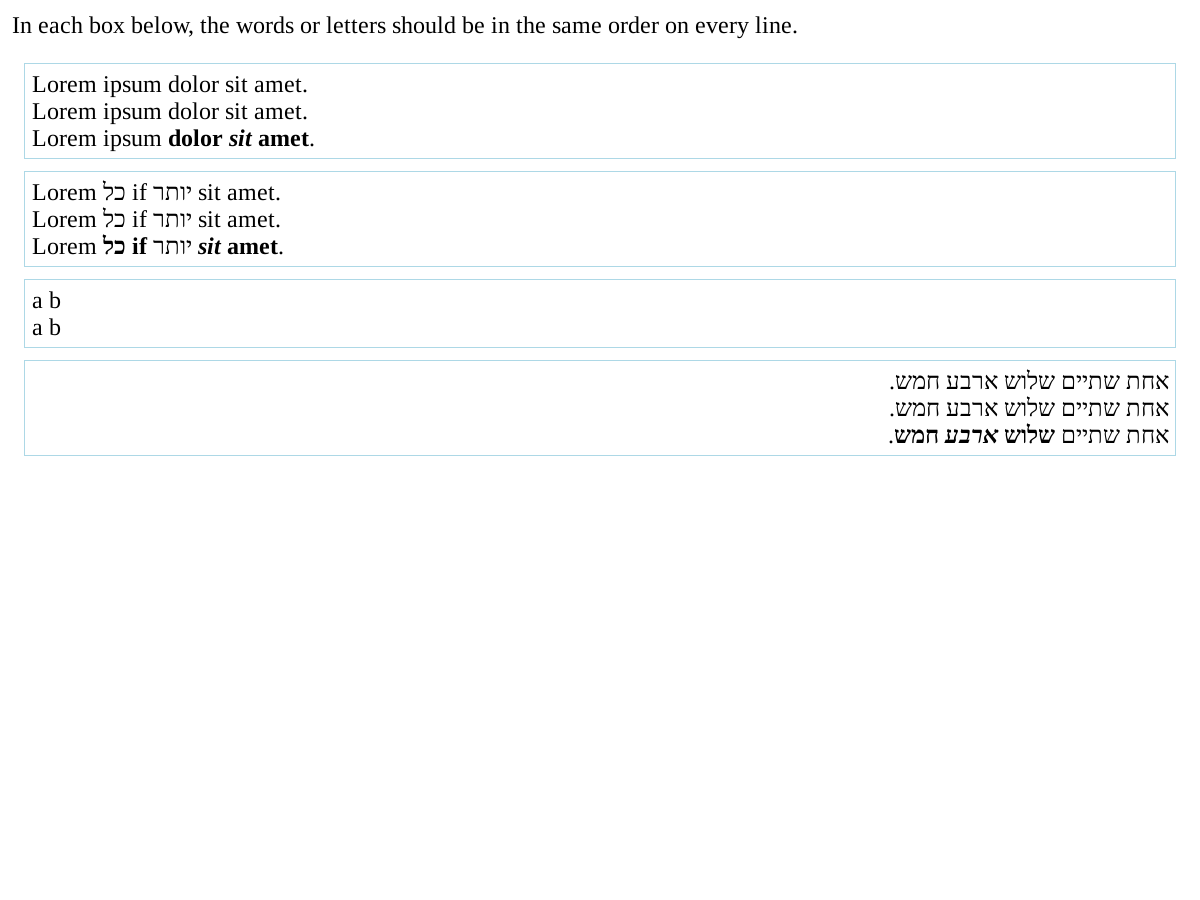 In each box below, the words or letters should be in the same order on every line.
Lorem ipsum dolor sit amet.
Lorem ipsum dolor sit amet.
Lorem ipsum dolor sit amet.
Lorem כל if יותר sit amet.
Lorem כל if יותר sit amet.
Lorem כל if יותר sit amet.
a b
a b
אחת שתיים שלוש ארבע חמש.
אחת שתיים שלוש ארבע חמש.
אחת שתיים שלוש ארבע חמש.